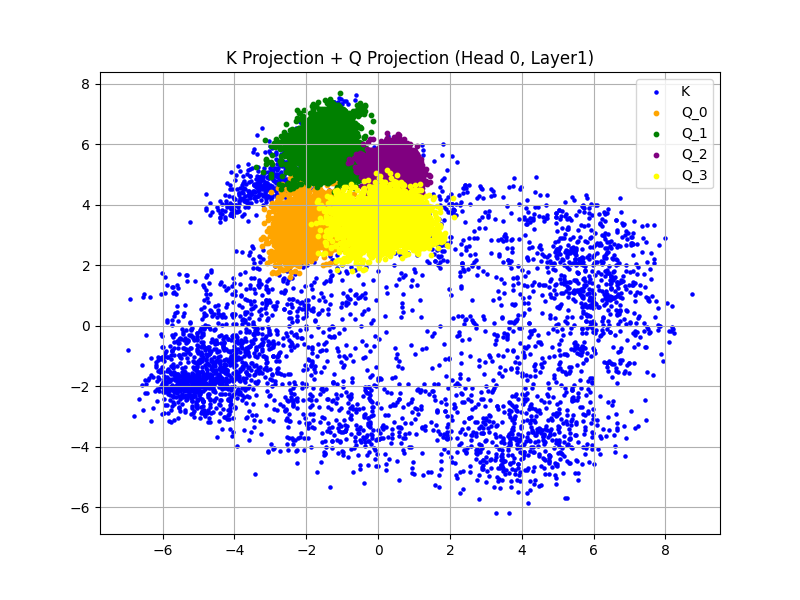 K Projection + Q Projection (Head 0, Layer1)
K
Q_0
Q_1
Q_2
Q_3
8
6
4
2
0
−2
−4
−6
−6 −4 −2 0 2 4 6 8